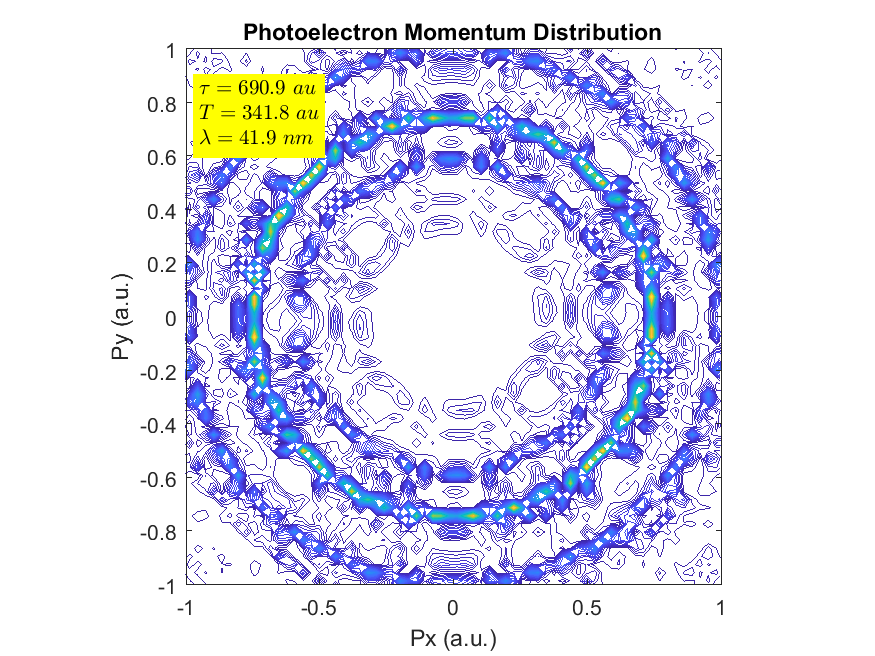 Photoelectron Momentum Distribution
τ = 690.9 au
T = 341.8 au
λ = 41.9 nm
1
0.8
0.6
0.4
0.2
0
-0.2
-0.4
-0.6
-0.8
-1
Py (a.u.)
-1 -0.5 0 0.5 1
Px (a.u.)